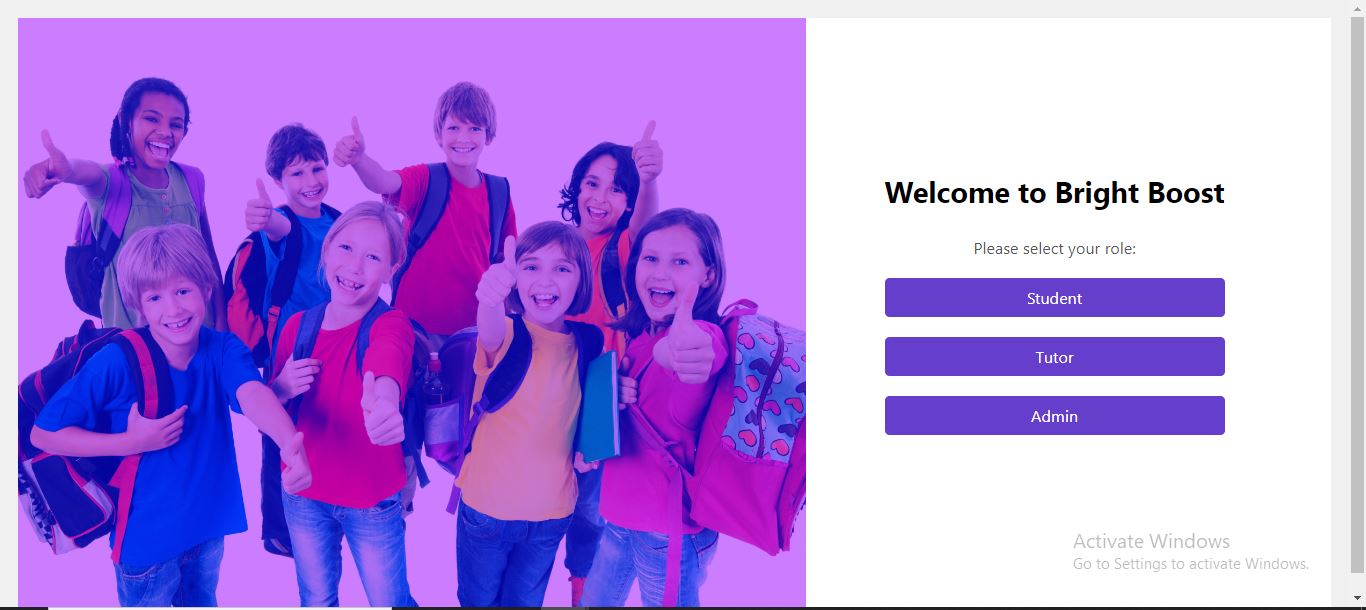 Welcome to Bright Boost
Please select your role:
Student
Tutor
Admin
Activate Windows
Go to Settings to activate Windows.